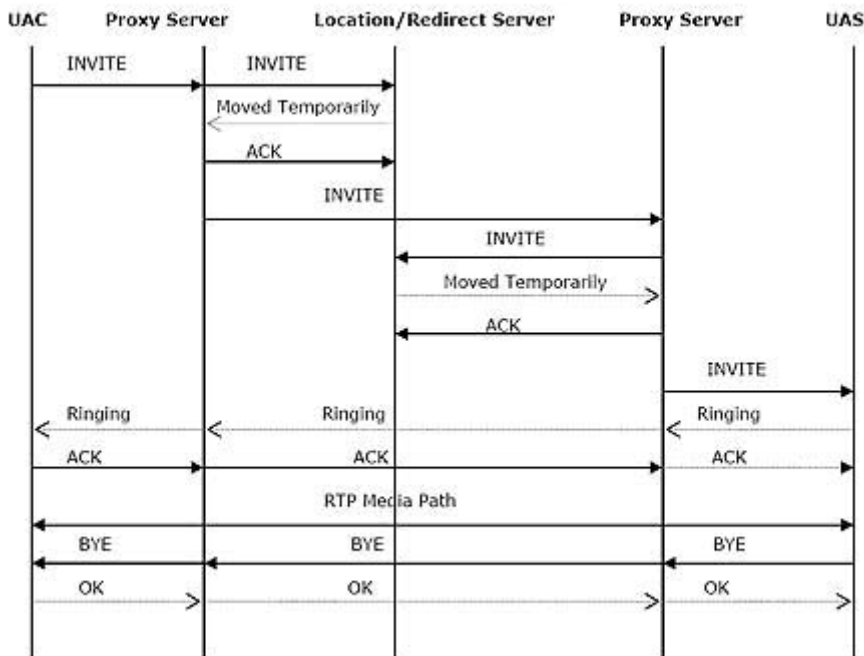 UAC Proxy Server Location/Redirect Server Proxy Server UAS
INVITE INVITE
Moved Temporarily
ACK
INVITE
INVITE
Moved Temporarily
ACK
INVITE
Ringing Ringing Ringing
ACK ACK ACK
RTP Media Path
BYE BYE BYE
OK OK OK